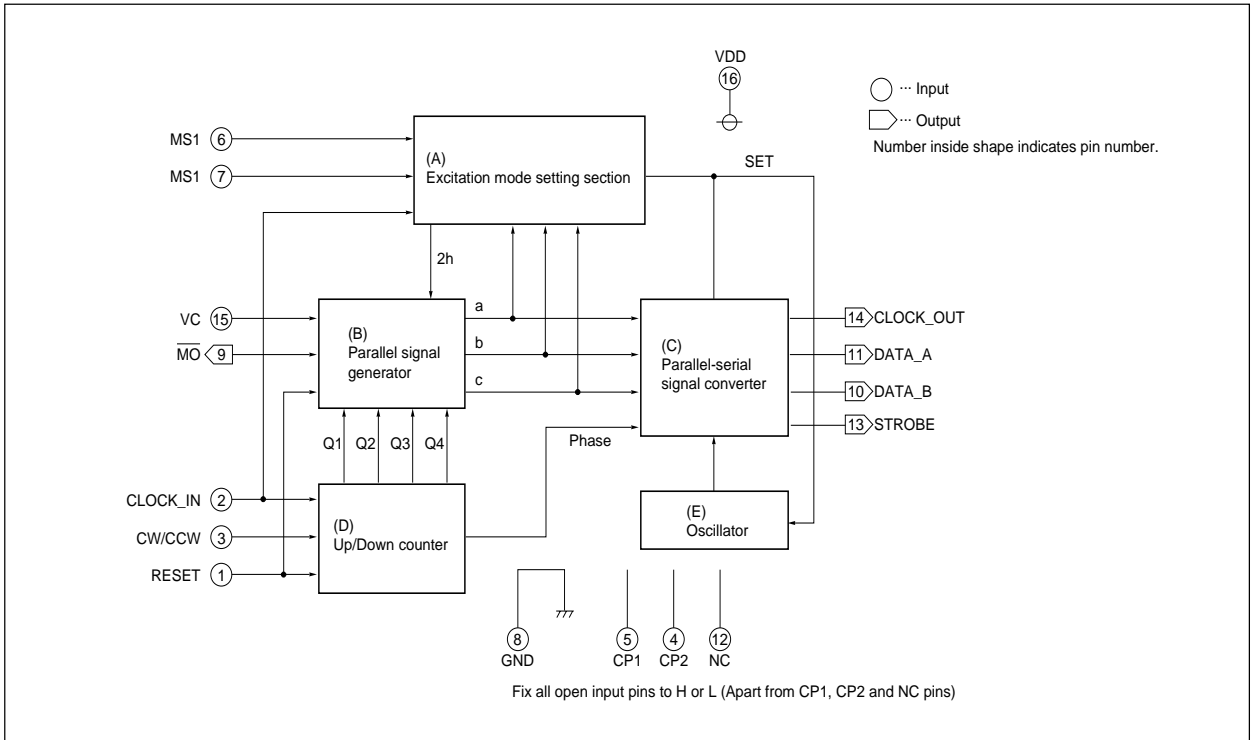 VDD
16
··· Input
··· Output
Number inside shape indicates pin number.
MS1 6
MS1 7
(A)
Excitation mode setting section
SET
2h
VC 15
MO 9
(B)
Parallel signal
generator
a
b
c
(C)
Parallel-serial
signal converter
14 CLOCK_OUT
11 DATA_A
10 DATA_B
13 STROBE
Q1 Q2 Q3 Q4
Phase
CLOCK_IN 2
CW/CCW 3
RESET 1
(D)
Up/Down counter
(E)
Oscillator
8
GND
5
CP1
4
CP2
12
NC
Fix all open input pins to H or L (Apart from CP1, CP2 and NC pins)